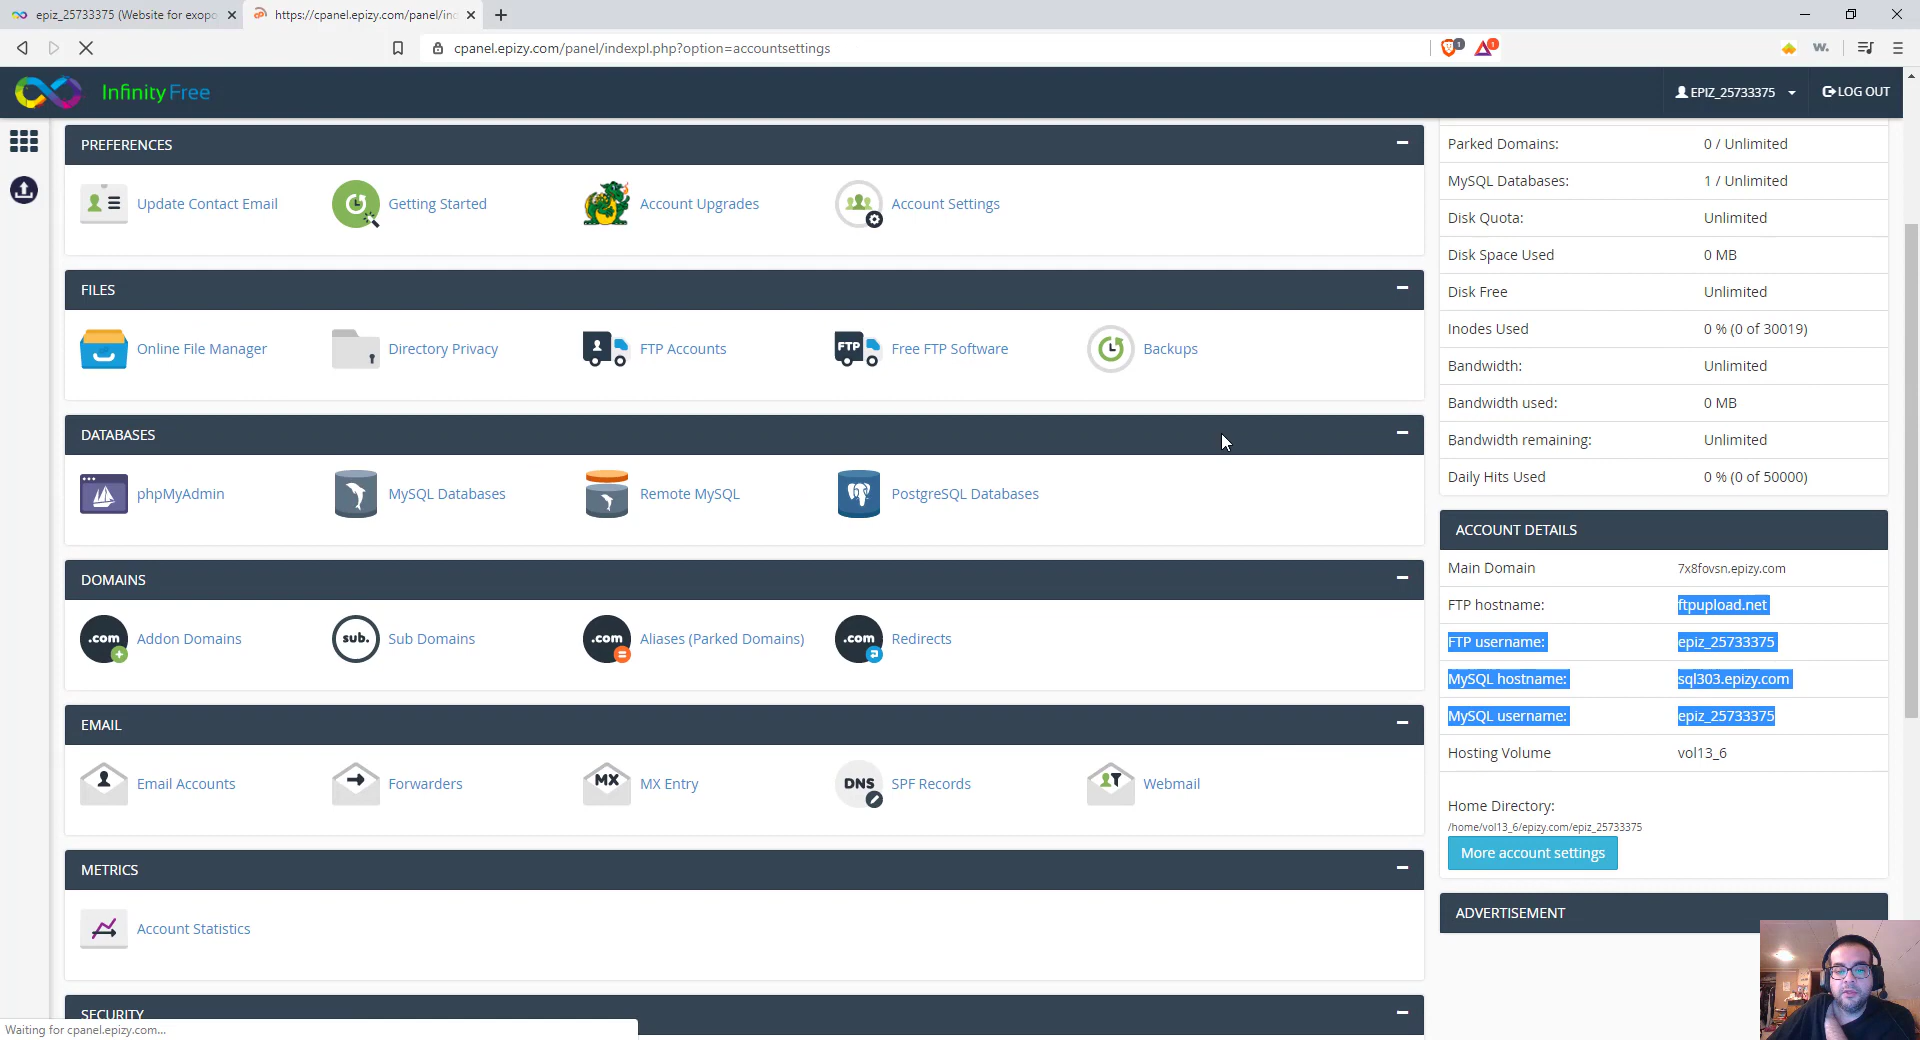 epiz_25733375 (Website for exopo
https://cpanel.epizy.com/panel/ind
cpanel.epizy.com/panel/indexpl.php?option=accountsettings
1
1
W.
InfinityFree
EPIZ_25733375
LOG OUT
PREFERENCES
Update Contact Email
Getting Started
Account Upgrades
Account Settings
FILES
Online File Manager
Directory Privacy
FTP Accounts
FTP
Free FTP Software
Backups
DATABASES
phpMyAdmin
MySQL Databases
Remote MySQL
PostgreSQL Databases
DOMAINS
.com
Addon Domains
sub.
Sub Domains
.com
Aliases (Parked Domains)
.com
Redirects
EMAIL
Email Accounts
Forwarders
MX
MX Entry
DNS
SPF Records
Webmail
METRICS
Account Statistics
SECURITY
Waiting for cpanel.epizy.com...
Parked Domains: 0 / Unlimited
MySQL Databases: 1 / Unlimited
Disk Quota: Unlimited
Disk Space Used 0 MB
Disk Free Unlimited
Inodes Used 0 % (0 of 30019)
Bandwidth: Unlimited
Bandwidth used: 0 MB
Bandwidth remaining: Unlimited
Daily Hits Used 0 % (0 of 50000)
ACCOUNT DETAILS
Main Domain 7x8fovsn.epizy.com
FTP hostname: ftpupload.net
FTP username: epiz_25733375
MySQL hostname: sql303.epizy.com
MySQL username: epiz_25733375
Hosting Volume vol13_6
Home Directory:
/home/vol13_6/epizy.com/epiz_25733375
More account settings
ADVERTISEMENT